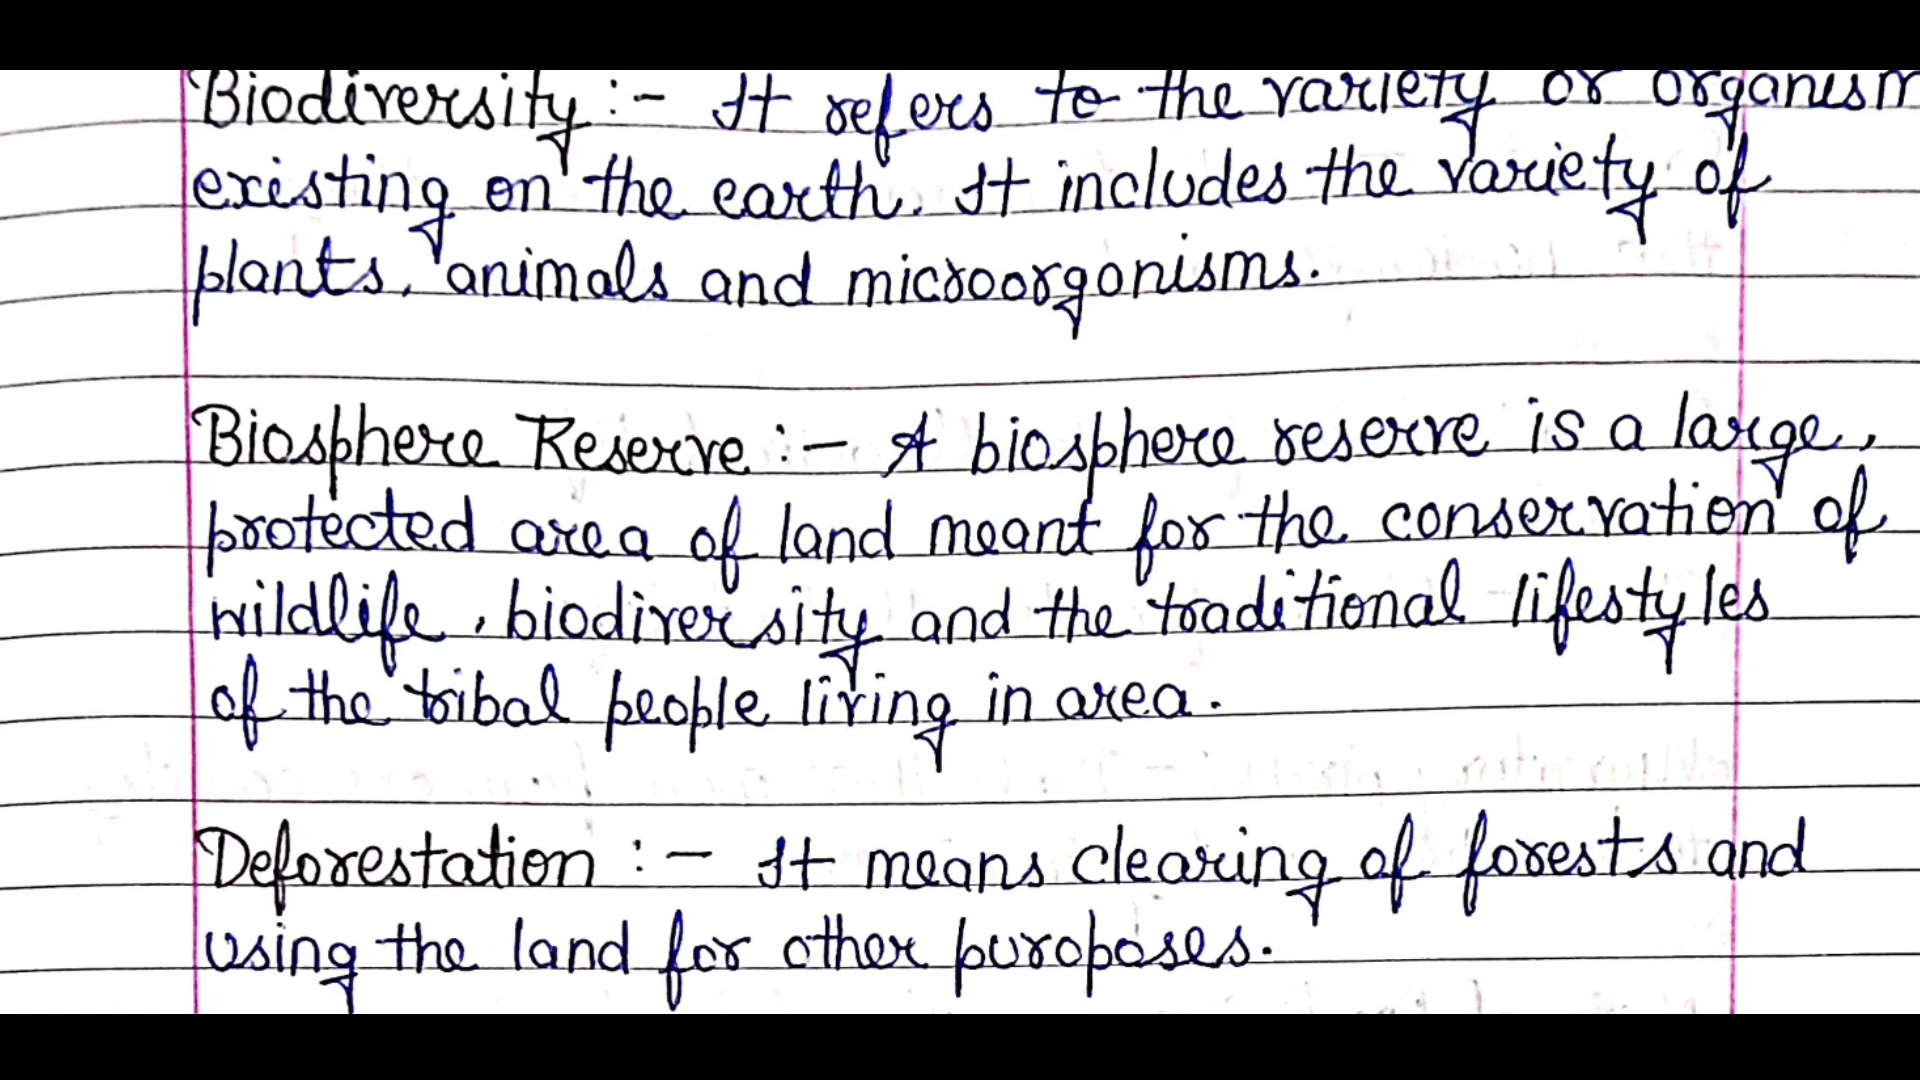 Biodiversity :- It refers to the variety of organism
existing on the earth. It includes the variety of
plants, animals and microorganisms.
Biosphere Reserve :- A biosphere reserve is a large,
protected area of land meant for the conservation of
wildlife, biodiversity and the traditional lifestyles
of the tribal people living in area.
Deforestation :- It means clearing of forests and
using the land for other puropases.